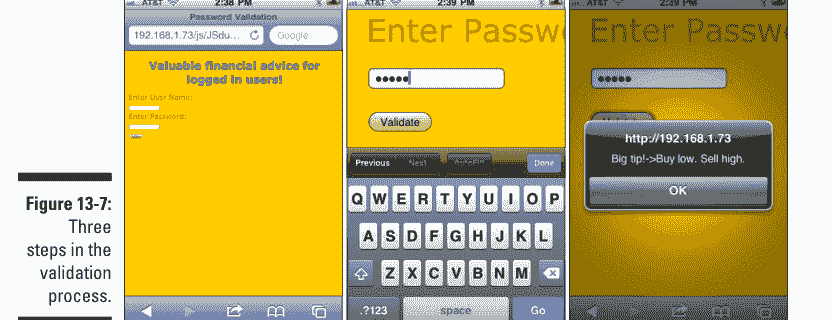 Figure 13-7:
Three
steps in the
validation
process.
AT&T 2:38 PM
Password Validation
192.168.1.73/js/JSdu... Google
Valuable financial advice for
logged in users!
Enter User Name:
Enter Password:
AT&T 2:39 PM
Enter Passw
Validate
Previous Next AutoFill Done
Q W E R T Y U I O P
A S D F G H J K L
Z X C V B N M
.?123 space Go
AT&T 2:39 PM
Enter Passw
http://192.168.1.73
Big tip!->Buy low. Sell high.
OK